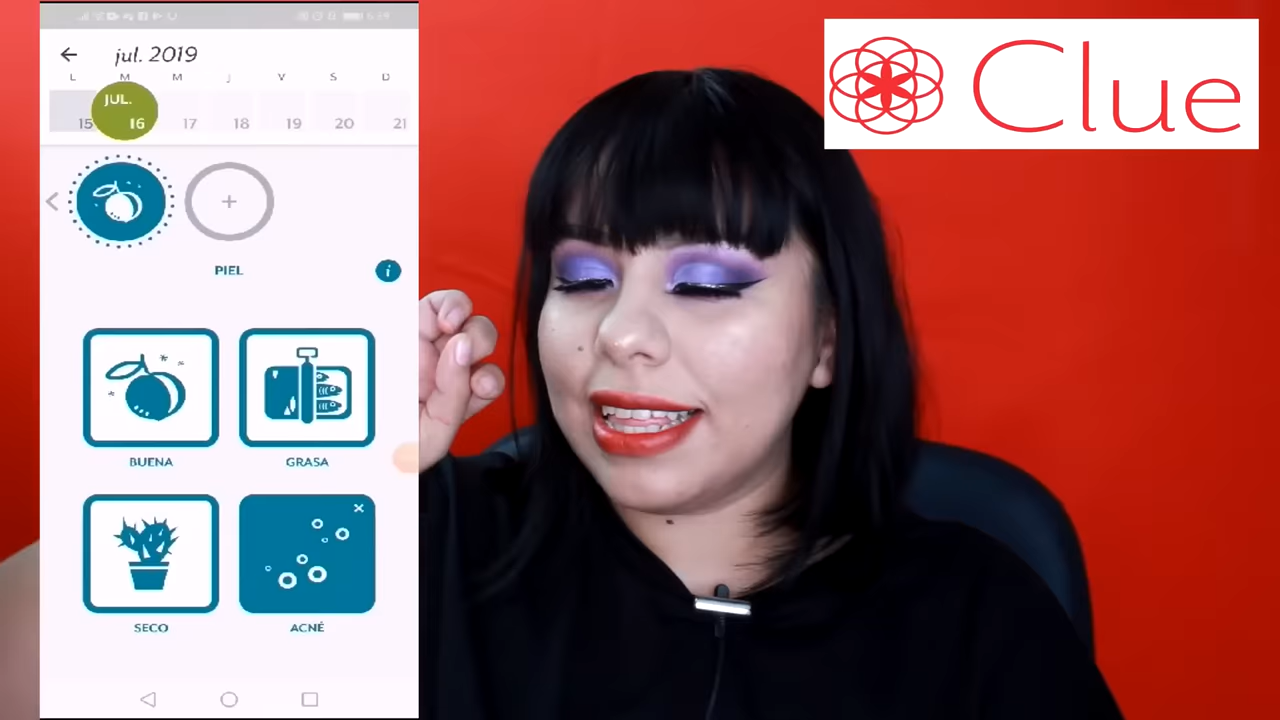 jul. 2019
L M M J V S D
JUL.
15 16 17 18 19 20 21
PIEL
i
BUENA
GRASA
SECO
ACNÉ
Clue